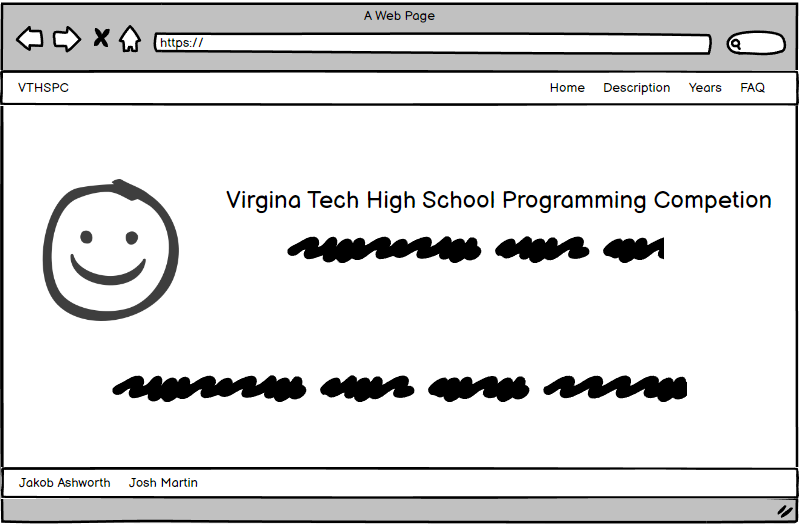 A Web Page
https://
VTHSPC Home Description Years FAQ
Virgina Tech High School Programming Competion
Jakob Ashworth Josh Martin